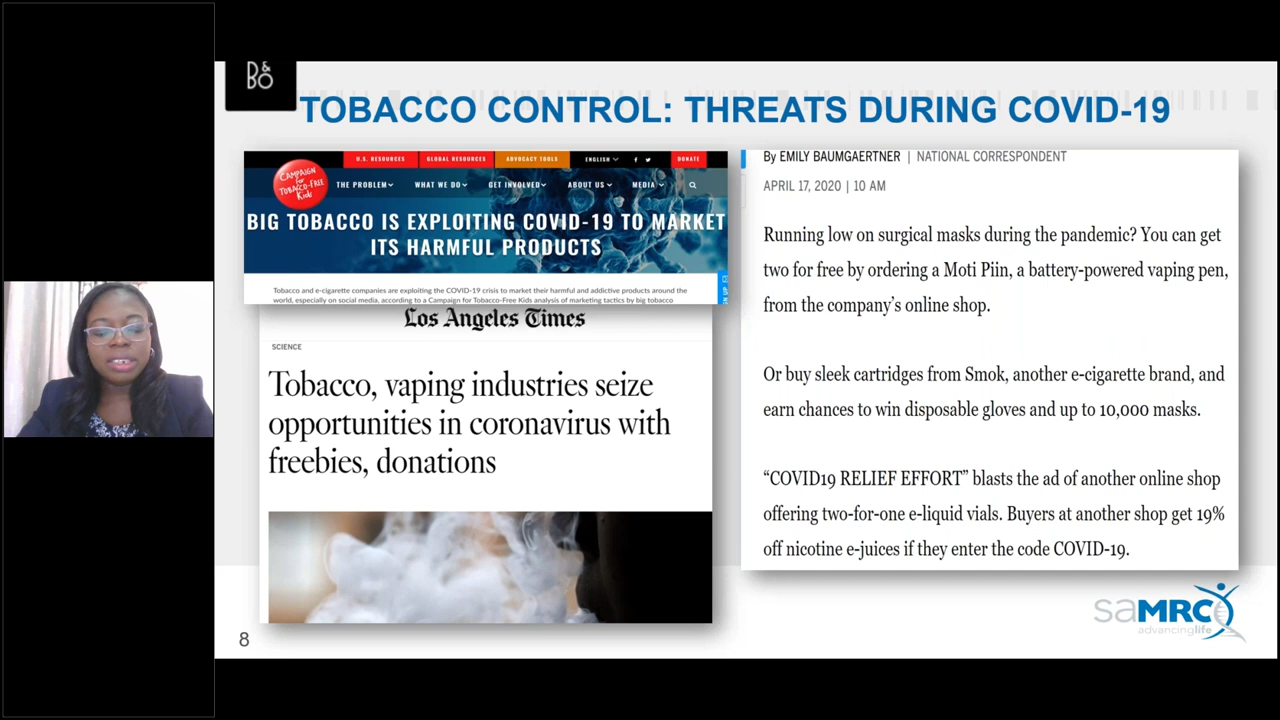 B&
BO
TOBACCO CONTROL: THREATS DURING COVID-19
U.S. RESOURCES GLOBAL RESOURCES ADVOCACY TOOLS ENGLISH DONATE
CAMPAIGN
for
TOBACCO-FREE
Kids
THE PROBLEM WHAT WE DO GET INVOLVED ABOUT US MEDIA
BIG TOBACCO IS EXPLOITING COVID-19 TO MARKET
ITS HARMFUL PRODUCTS
Tobacco and e-cigarette companies are exploiting the COVID-19 crisis to market their harmful and addictive products around the
world, especially on social media, according to a Campaign for Tobacco-Free Kids analysis of marketing tactics by big tobacco
SIGN UP
Los Angeles Times
SCIENCE
Tobacco, vaping industries seize
opportunities in coronavirus with
freebies, donations
By EMILY BAUMGAERTNER | NATIONAL CORRESPONDENT
APRIL 17, 2020 | 10 AM
Running low on surgical masks during the pandemic? You can get
two for free by ordering a Moti Piin, a battery-powered vaping pen,
from the company’s online shop.
Or buy sleek cartridges from Smok, another e-cigarette brand, and
earn chances to win disposable gloves and up to 10,000 masks.
“COVID19 RELIEF EFFORT” blasts the ad of another online shop
offering two-for-one e-liquid vials. Buyers at another shop get 19%
off nicotine e-juices if they enter the code COVID-19.
8
saMRC
advancinglife